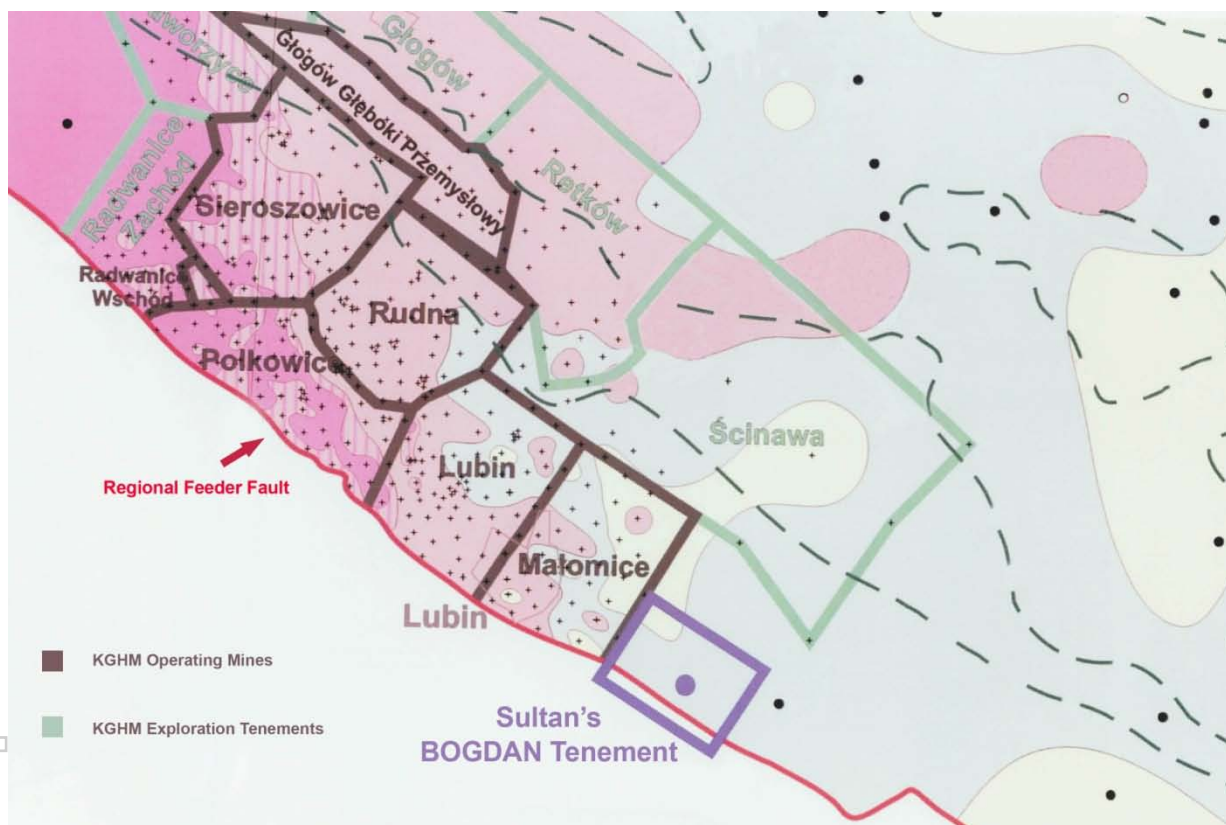 Głogów
Głogów Głębóki Przemysłowy
Radwanice
Zachód
Retków
Sieroszowice
Radwanice
Wschód
Rudna
Polkowice
Ścinawa
Lubin
Regional Feeder Fault
Małomice
Lubin
KGHM Operating Mines
KGHM Exploration Tenements
Sultan's
BOGDAN Tenement